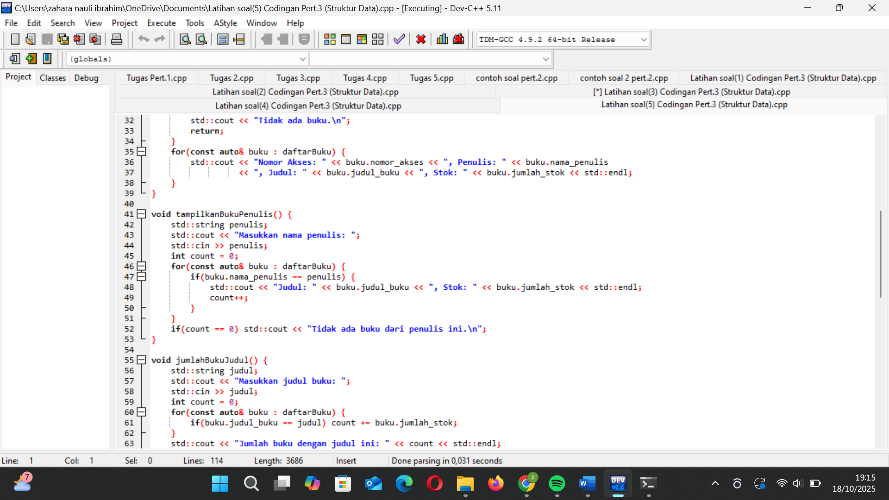 C:\Users\zahara nauli ibrahim\OneDrive\Documents\Latihan soal(5) Codingan Pert.3 (Struktur Data).cpp - [Executing] - Dev-C++ 5.11
File Edit Search View Project Execute Tools AStyle Window Help
TDM-GCC 4.9.2 64-bit Release
(globals)
Project Classes Debug
Tugas Pert.1.cpp Tugas 2.cpp Tugas 3.cpp Tugas 4.cpp Tugas 5.cpp contoh soal pert.2.cpp contoh soal 2 pert.2.cpp Latihan soal(1) Codingan Pert.3 (Struktur Data).cpp
Latihan soal(2) Codingan Pert.3 (Struktur Data).cpp [*] Latihan soal(3) Codingan Pert.3 (Struktur Data).cpp
Latihan soal(4) Codingan Pert.3 (Struktur Data).cpp Latihan soal(5) Codingan Pert.3 (Struktur Data).cpp
32 std::cout << "Tidak ada buku.\n";
33 return;
34 }
35 for(const auto& buku : daftarBuku) {
36 std::cout << "Nomor Akses: " << buku.nomor_akses << ", Penulis: " << buku.nama_penulis
37 << ", Judul: " << buku.judul_buku << ", Stok: " << buku.jumlah_stok << std::endl;
38 }
39 }
40
41 void tampilkanBukuPenulis() {
42 std::string penulis;
43 std::cout << "Masukkan nama penulis: ";
44 std::cin >> penulis;
45 int count = 0;
46 for(const auto& buku : daftarBuku) {
47 if(buku.nama_penulis == penulis) {
48 std::cout << "Judul: " << buku.judul_buku << ", Stok: " << buku.jumlah_stok << std::endl;
49 count++;
50 }
51 }
52 if(count == 0) std::cout << "Tidak ada buku dari penulis ini.\n";
53 }
54
55 void jumlahBukuJudul() {
56 std::string judul;
57 std::cout << "Masukkan judul buku: ";
58 std::cin >> judul;
59 int count = 0;
60 for(const auto& buku : daftarBuku) {
61 if(buku.judul_buku == judul) count += buku.jumlah_stok;
62 }
63 std::cout << "Jumlah buku dengan judul ini: " << count << std::endl;
Line: 1 Col: 1 Sel: 0 Lines: 114 Length: 3686 Insert Done parsing in 0,031 seconds
7
DEV
19:15
18/10/2025